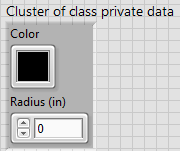 Cluster of class private data
Color
Radius (in)
0